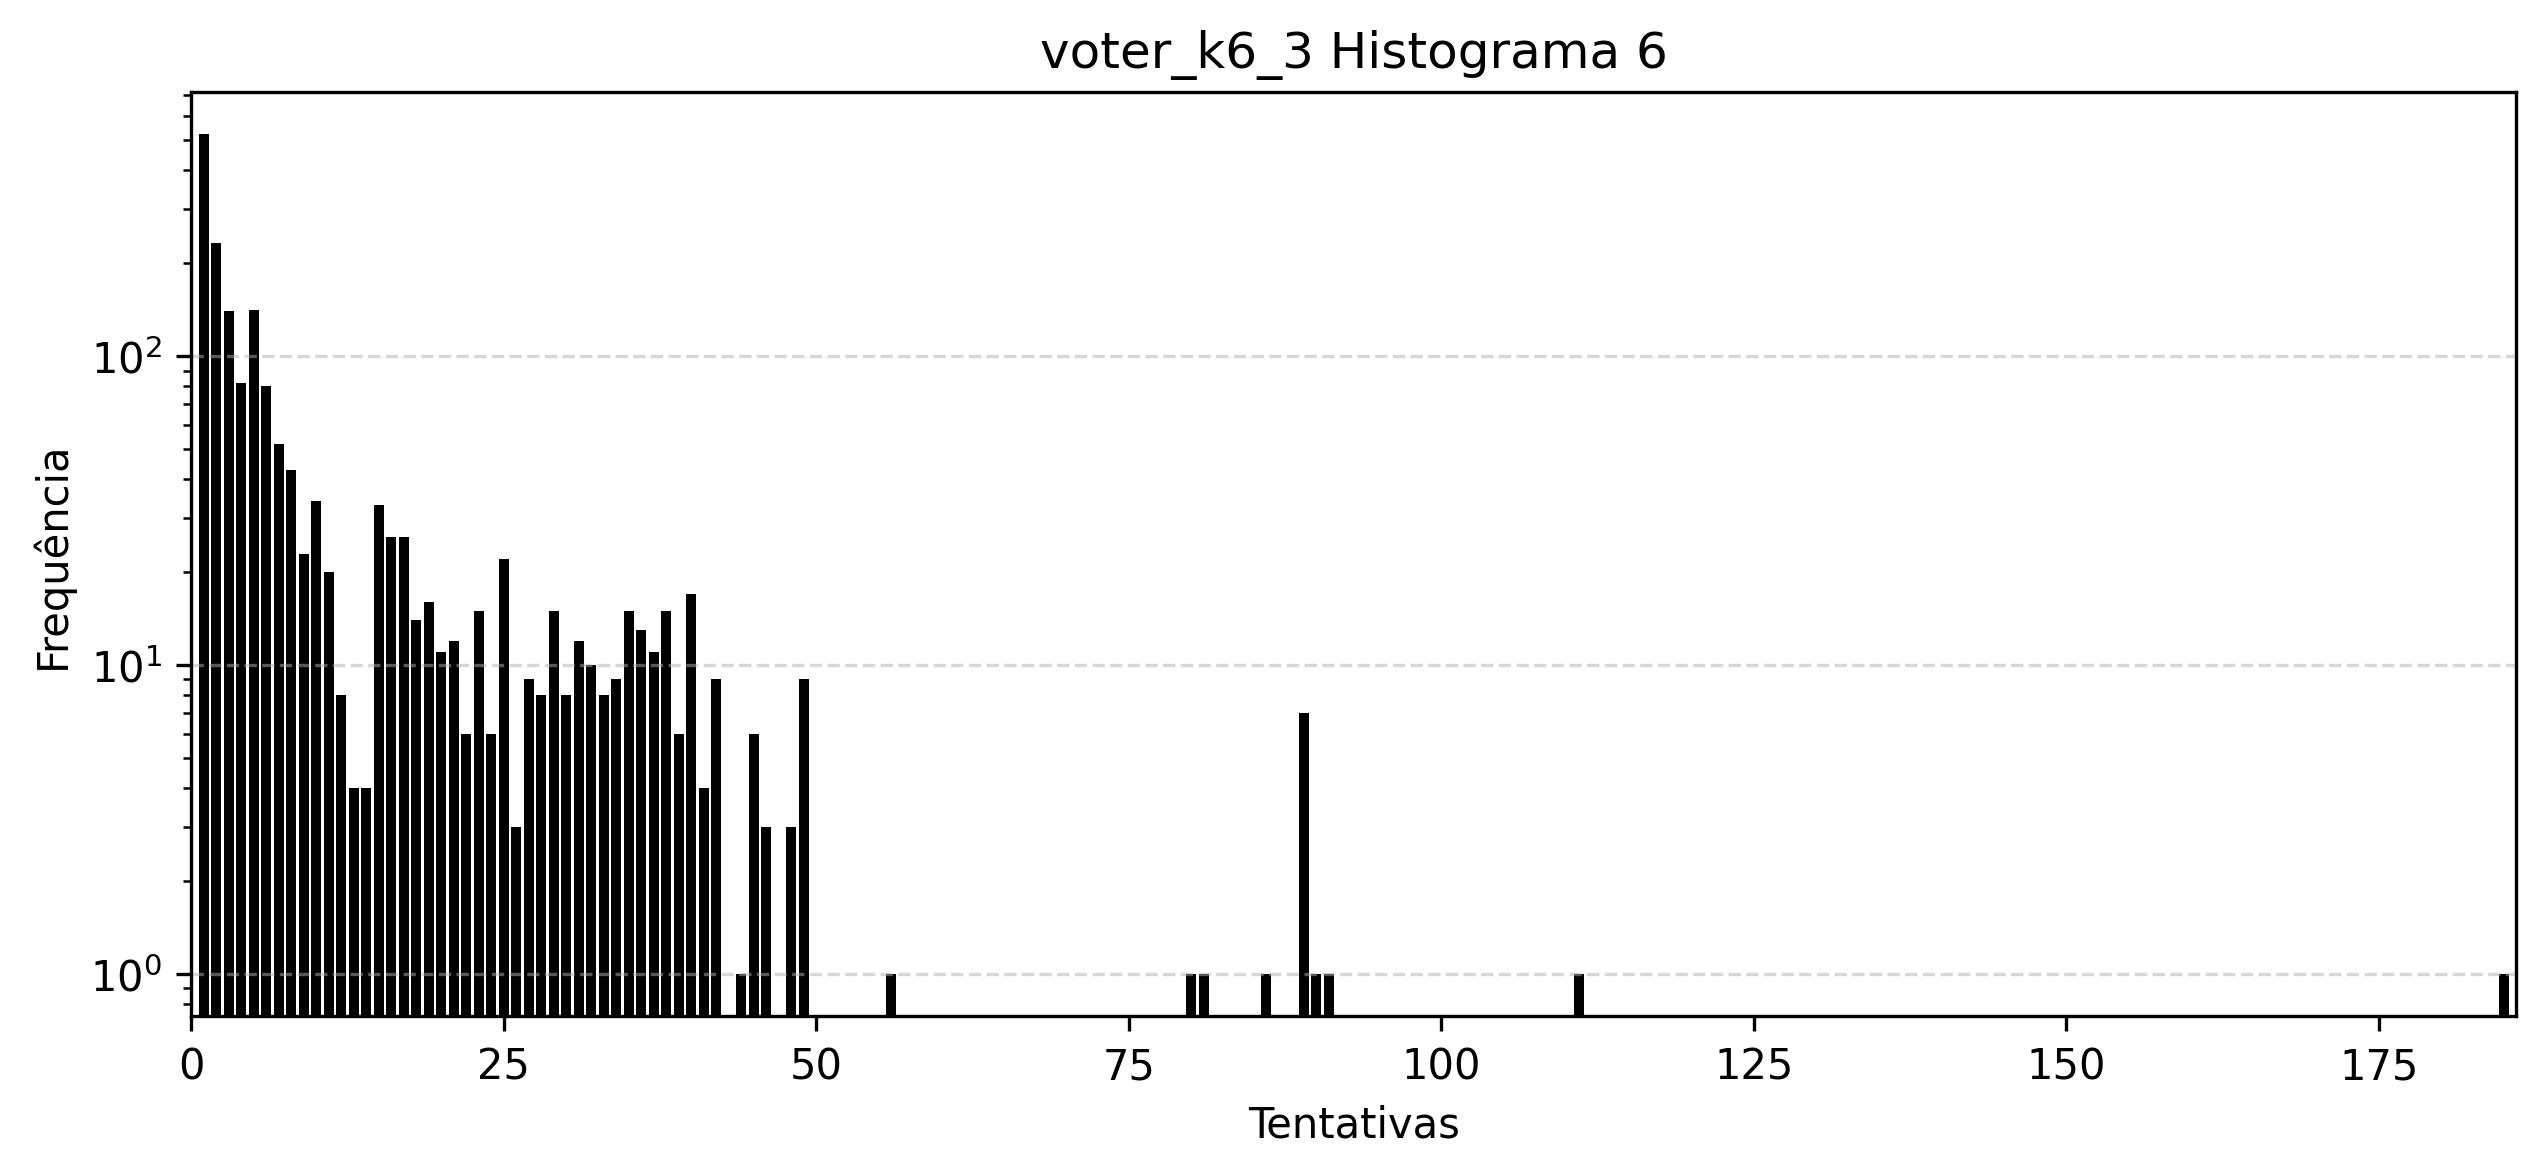 voter_k6_3 Histograma 6
Frequência
10²
10¹
10⁰
0 25 50 75 100 125 150 175
Tentativas